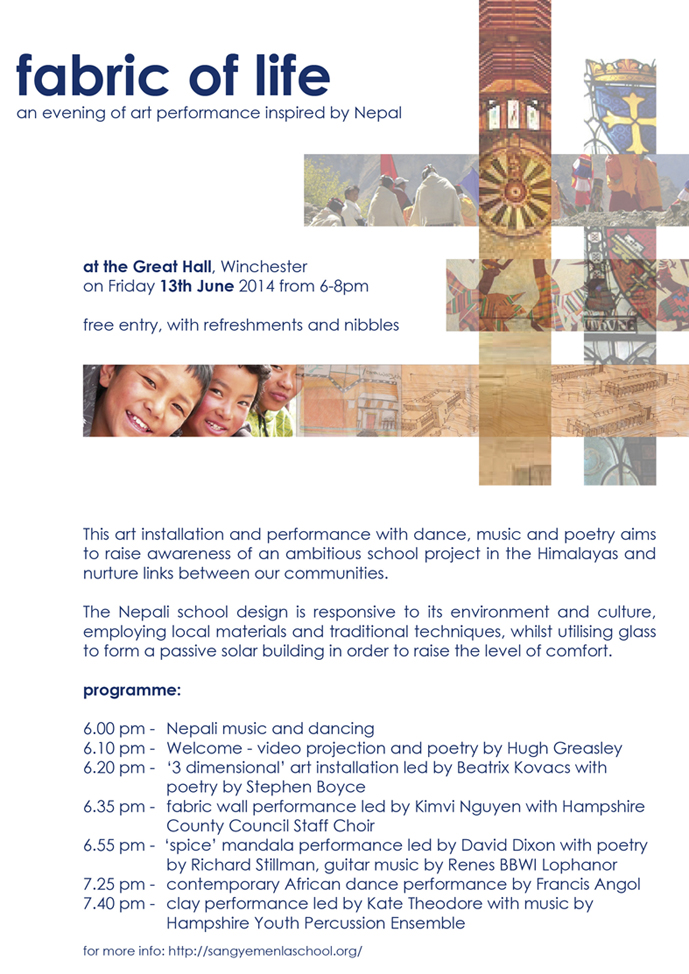 fabric of life
an evening of art performance inspired by Nepal
at the Great Hall, Winchester
on Friday 13th June 2014 from 6-8pm
free entry, with refreshments and nibbles
This art installation and performance with dance, music and poetry aims
to raise awareness of an ambitious school project in the Himalayas and
nurture links between our communities.
The Nepali school design is responsive to its environment and culture,
employing local materials and traditional techniques, whilst utilising glass
to form a passive solar building in order to raise the level of comfort.
programme:
6.00 pm - Nepali music and dancing
6.10 pm - Welcome - video projection and poetry by Hugh Greasley
6.20 pm - ‘3 dimensional’ art installation led by Beatrix Kovacs with
poetry by Stephen Boyce
6.35 pm - fabric wall performance led by Kimvi Nguyen with Hampshire
County Council Staff Choir
6.55 pm - ‘spice’ mandala performance led by David Dixon with poetry
by Richard Stillman, guitar music by Renes BBWI Lophanor
7.25 pm - contemporary African dance performance by Francis Angol
7.40 pm - clay performance led by Kate Theodore with music by
Hampshire Youth Percussion Ensemble
for more info: http://sangyemenlaschool.org/